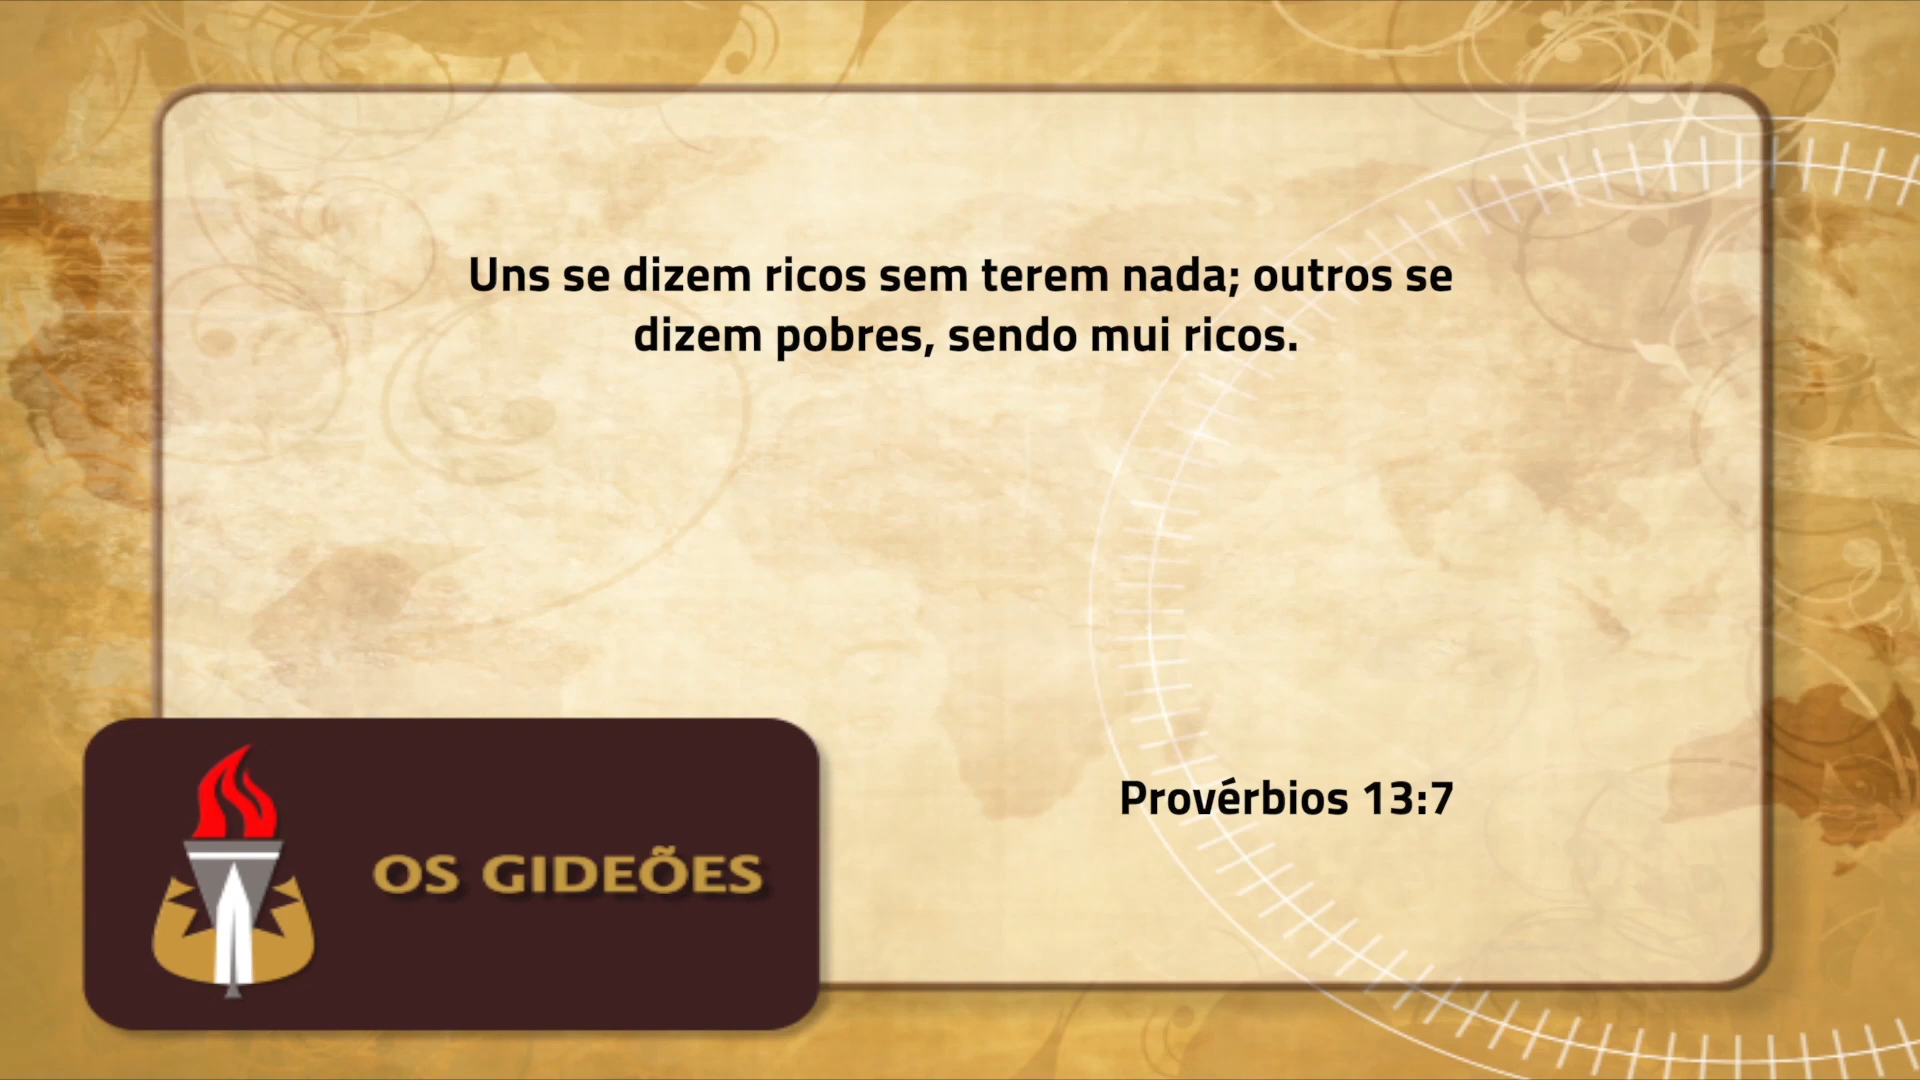 Uns se dizem ricos sem terem nada; outros se
dizem pobres, sendo mui ricos.
Provérbios 13:7
OS GIDEÕES